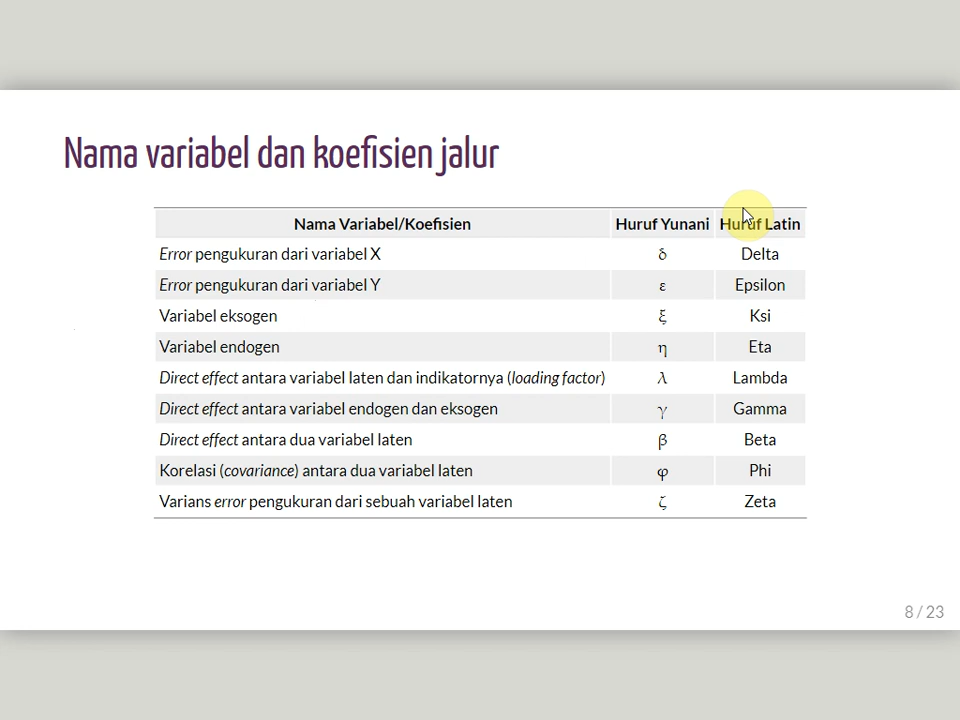 Nama variabel dan koefisien jalur
Nama Variabel/Koefisien Huruf Yunani Huruf Latin
Error pengukuran dari variabel X δ Delta
Error pengukuran dari variabel Y ε Epsilon
Variabel eksogen ξ Ksi
Variabel endogen η Eta
Direct effect antara variabel laten dan indikatornya (loading factor) λ Lambda
Direct effect antara variabel endogen dan eksogen γ Gamma
Direct effect antara dua variabel laten β Beta
Korelasi (covariance) antara dua variabel laten φ Phi
Varians error pengukuran dari sebuah variabel laten ζ Zeta
8 / 23